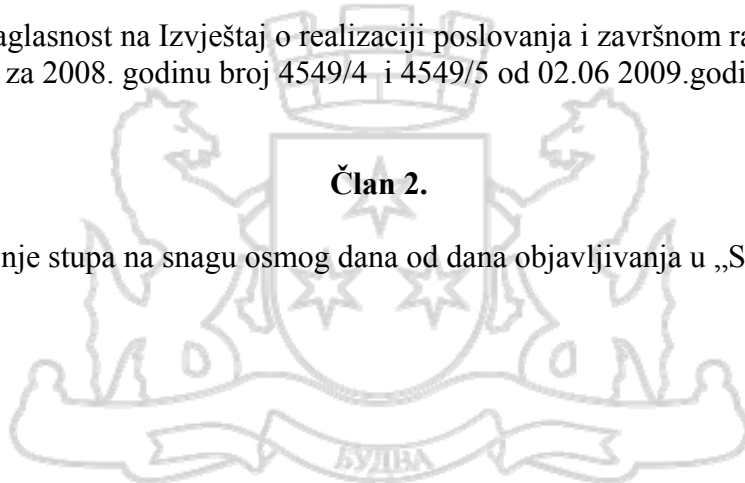 aglasnost na Izvještaj o realizaciji poslovanja i završnom ra
za 2008. godinu broj 4549/4 i 4549/5 od 02.06 2009.godi
Član 2.
nje stupa na snagu osmog dana od dana objavljivanja u „S
БУДВА